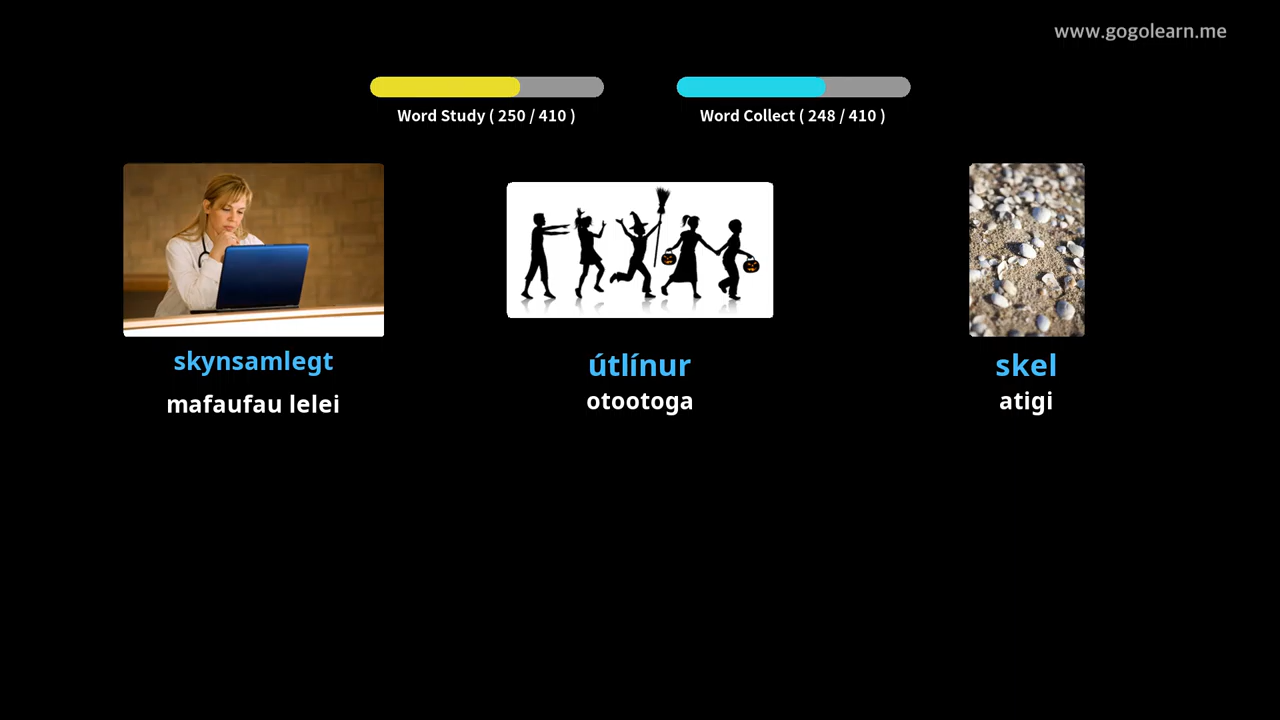 www.gogolearn.me
Word Study ( 250 / 410 )
Word Collect ( 248 / 410 )
skynsamlegt
mafaufau lelei
útlínur
otootoga
skel
atigi